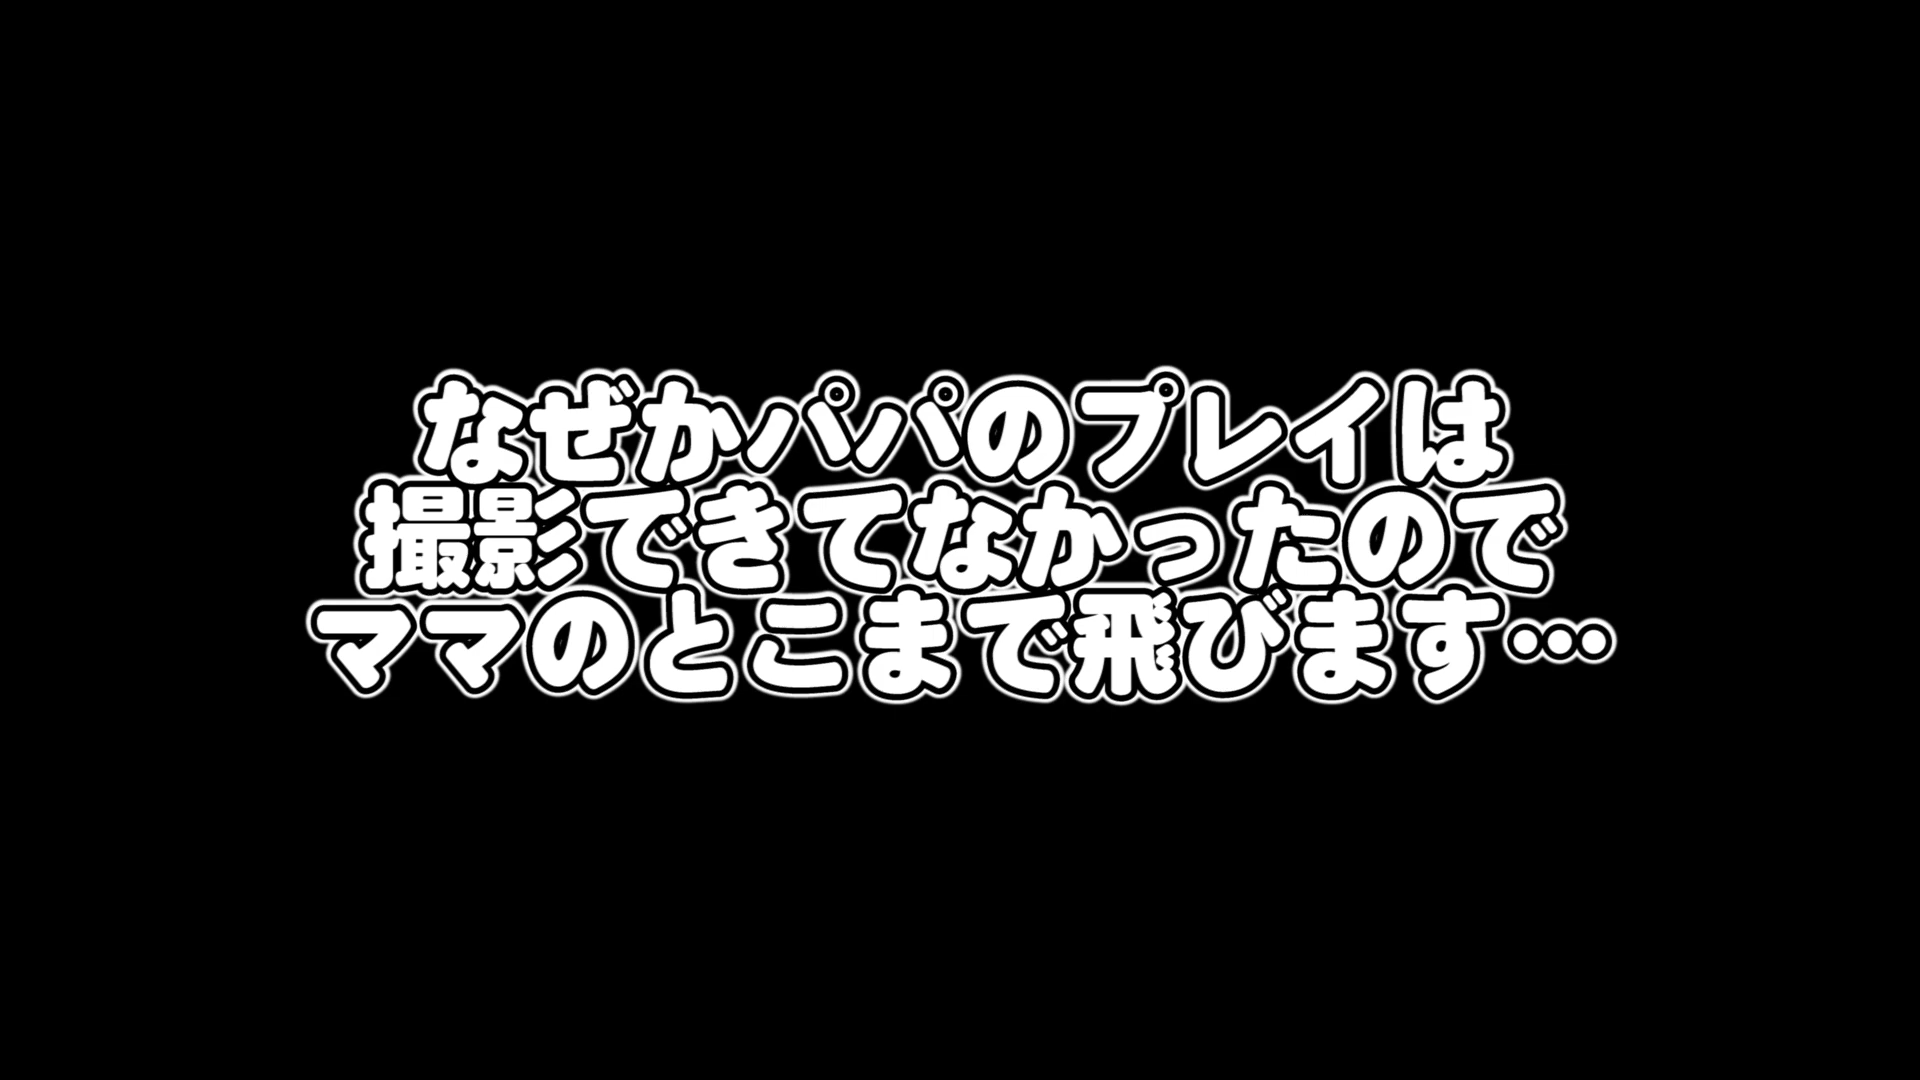 なぜかパパのプレイは
撮影できてなかったので
ママのとこまで飛びます…